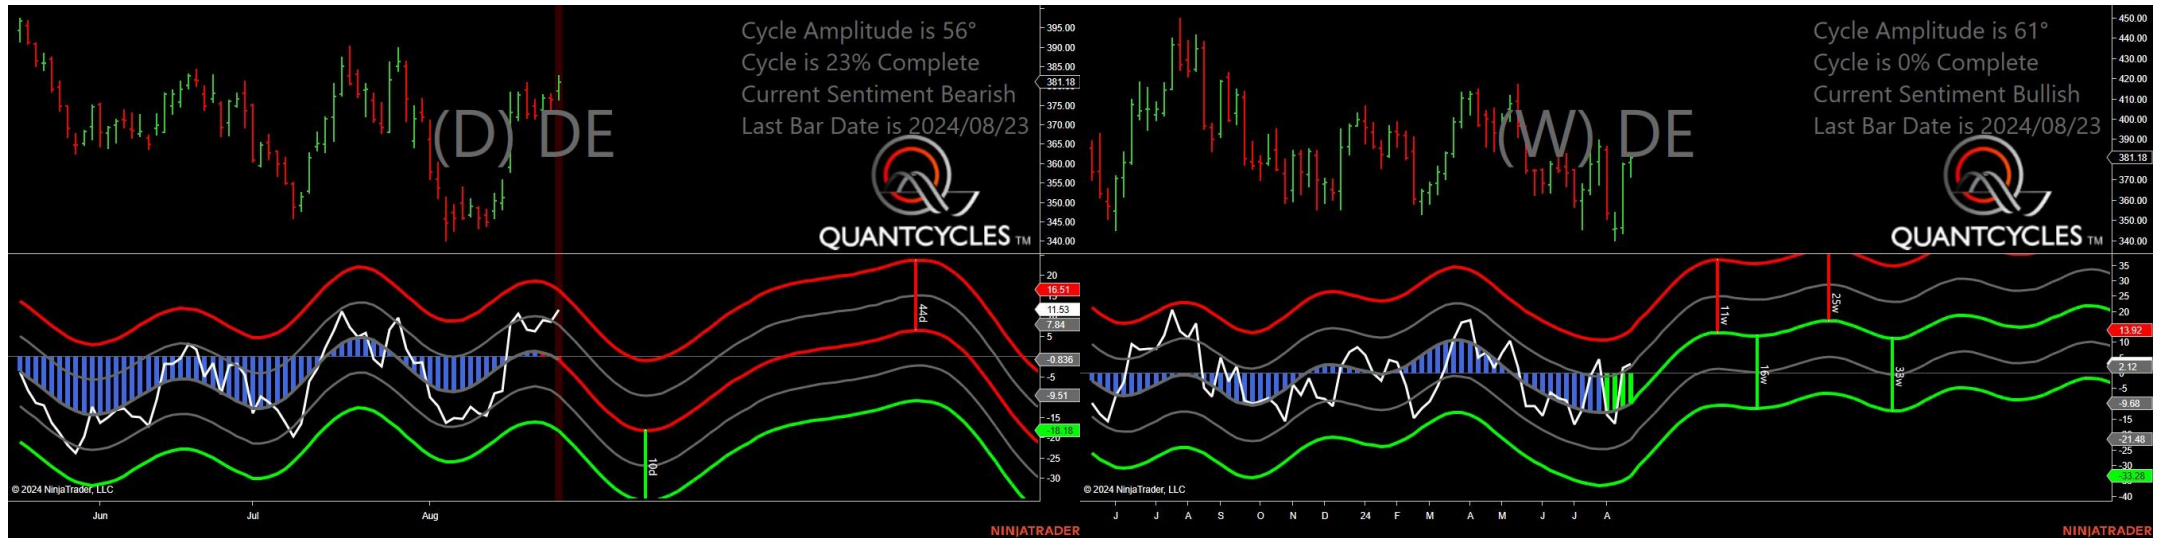 Cycle Amplitude is 56°
Cycle is 23% Complete
Current Sentiment Bearish
Last Bar Date is 2024/08/23
(D) DE
QUANTCYCLES TM
395.00
390.00
385.00
381.18
375.00
370.00
365.00
360.00
355.00
350.00
345.00
340.00
20
16.51
11.53
7.84
5
-0.836
-5
-9.51
-15
-18.18
-25
-30
44d
10d
© 2024 NinjaTrader, LLC
Jun Jul Aug
NINJATRADER
Cycle Amplitude is 61°
Cycle is 0% Complete
Current Sentiment Bullish
Last Bar Date is 2024/08/23
(W) DE
QUANTCYCLES TM
450.00
440.00
430.00
420.00
410.00
400.00
390.00
381.18
370.00
360.00
350.00
340.00
35
30
25
20
13.92
10
2.12
-5
-9.68
-15
-21.48
-25
-30
-33.28
-40
11w
25w
16w
© 2024 NinjaTrader, LLC
J J A S O N D 24 F M A M J J A
NINJATRADER